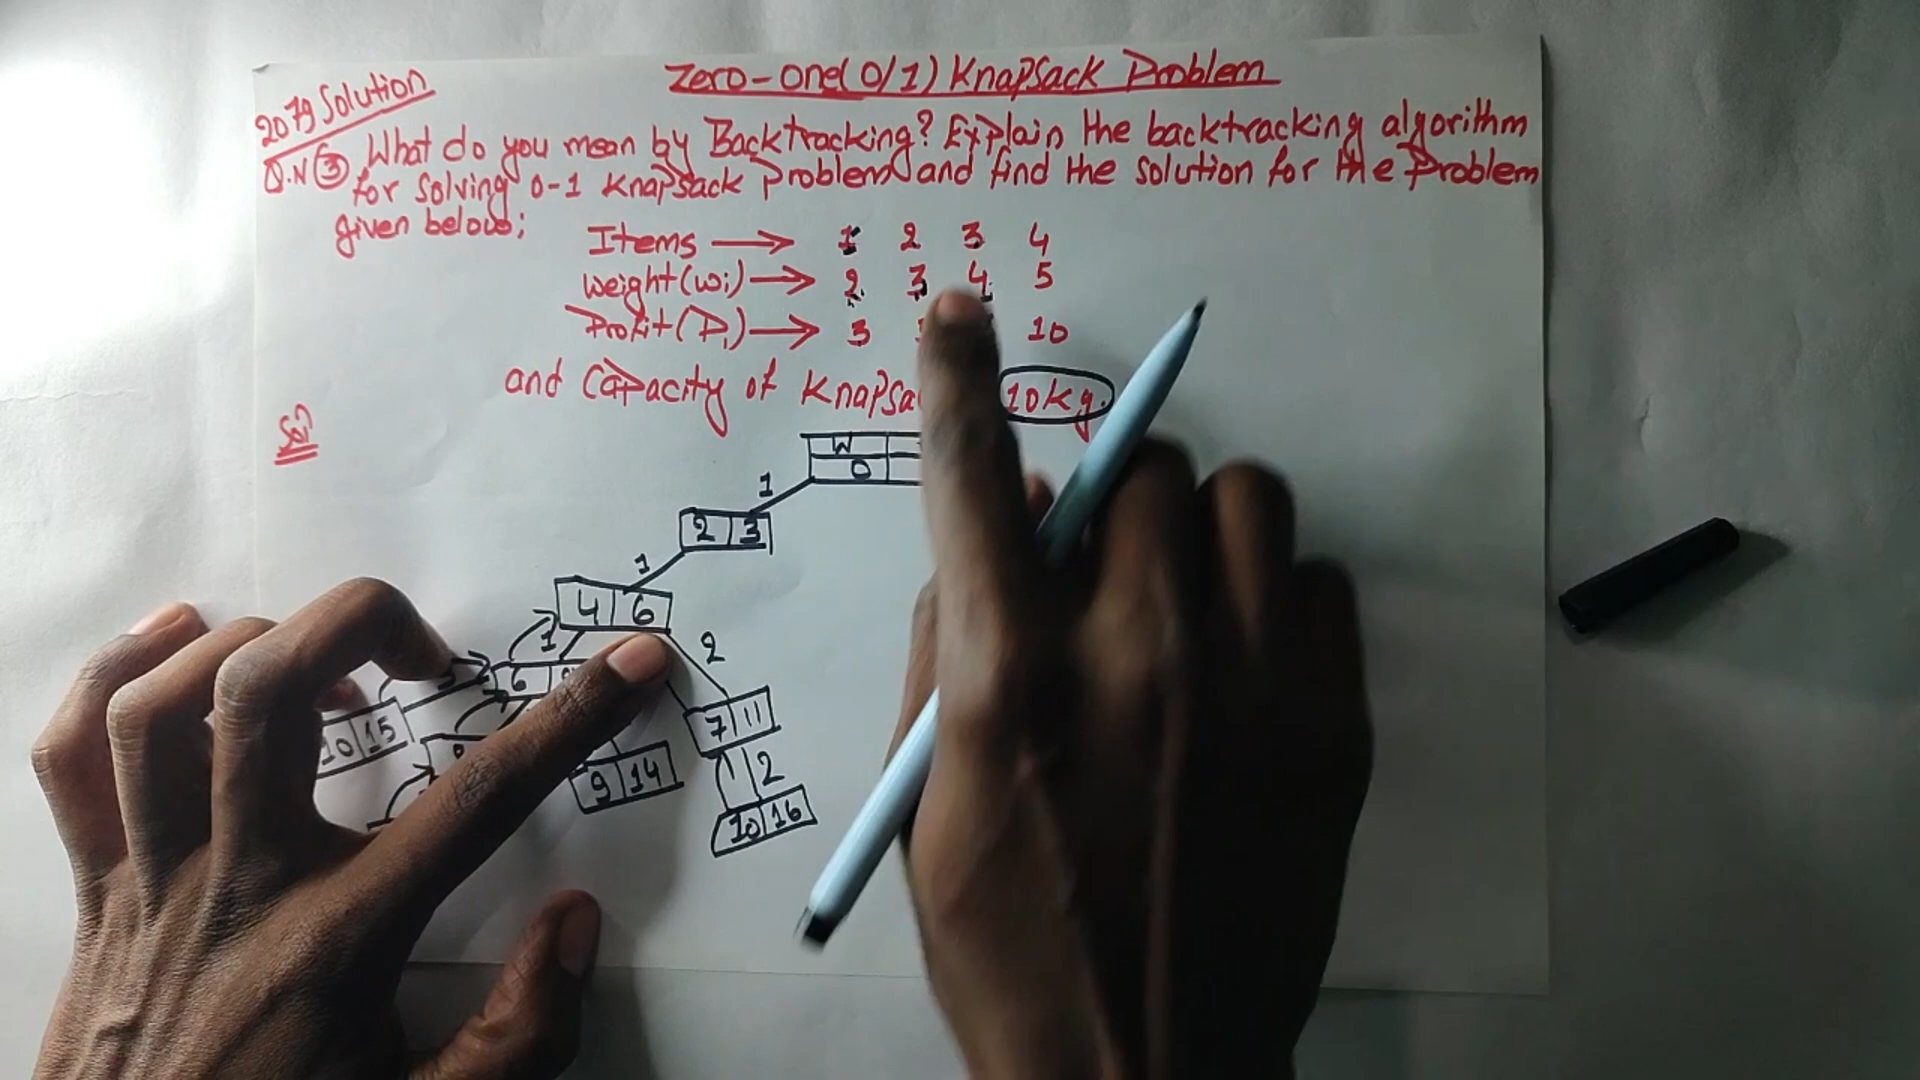 Zero-one(0/1) Knapsack Problem
2079 Solution
Q.N ③ What do you mean by Backtracking? Explain the backtracking algorithm
for solving 0-1 Knapsack Problem and find the solution for the Problem
given below;
Items → 1 2 3 4
Weight(wi) → 2 3 4 5
Profit(Pi) → 3 10
and Capacity of 10kg.
Sol
W
0
1
2 3
1
4 6
1 2
6
10 15
7 11
9 14
2
10 16